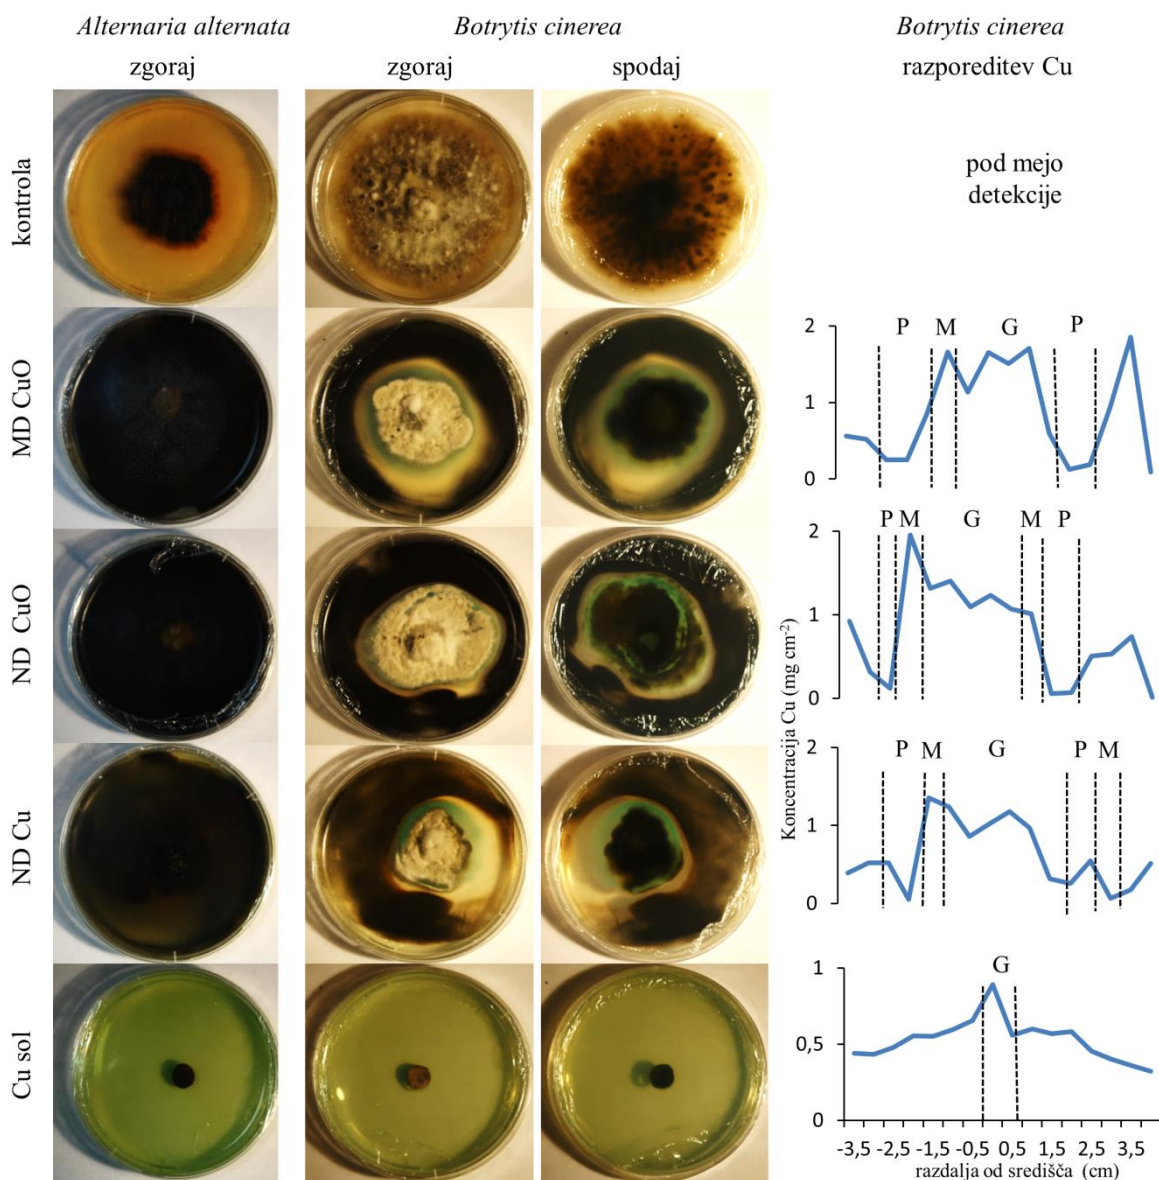 Alternaria alternata
Botrytis cinerea
Botrytis cinerea
zgoraj
zgoraj
spodaj
razporeditev Cu
kontrola
pod mejo
detekcije
MD CuO
P M G P
2
1
0
ND CuO
P M G M P
2
1
0
Koncentracija Cu (mg cm-2)
ND Cu
P M G P M
2
1
0
Cu sol
G
1
0,5
0
-3,5 -2,5 -1,5 -0,5 0,5 1,5 2,5 3,5
razdalja od središča (cm)